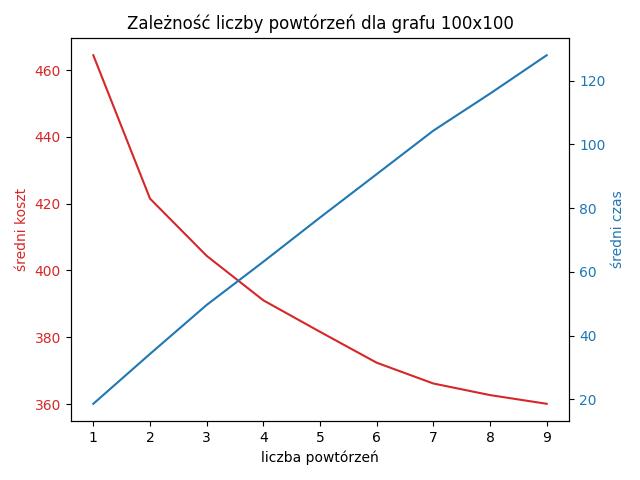 Zależność liczby powtórzeń dla grafu 100x100
460
440
420
400
380
360
średni koszt
120
100
80
60
40
20
średni czas
1 2 3 4 5 6 7 8 9
liczba powtórzeń